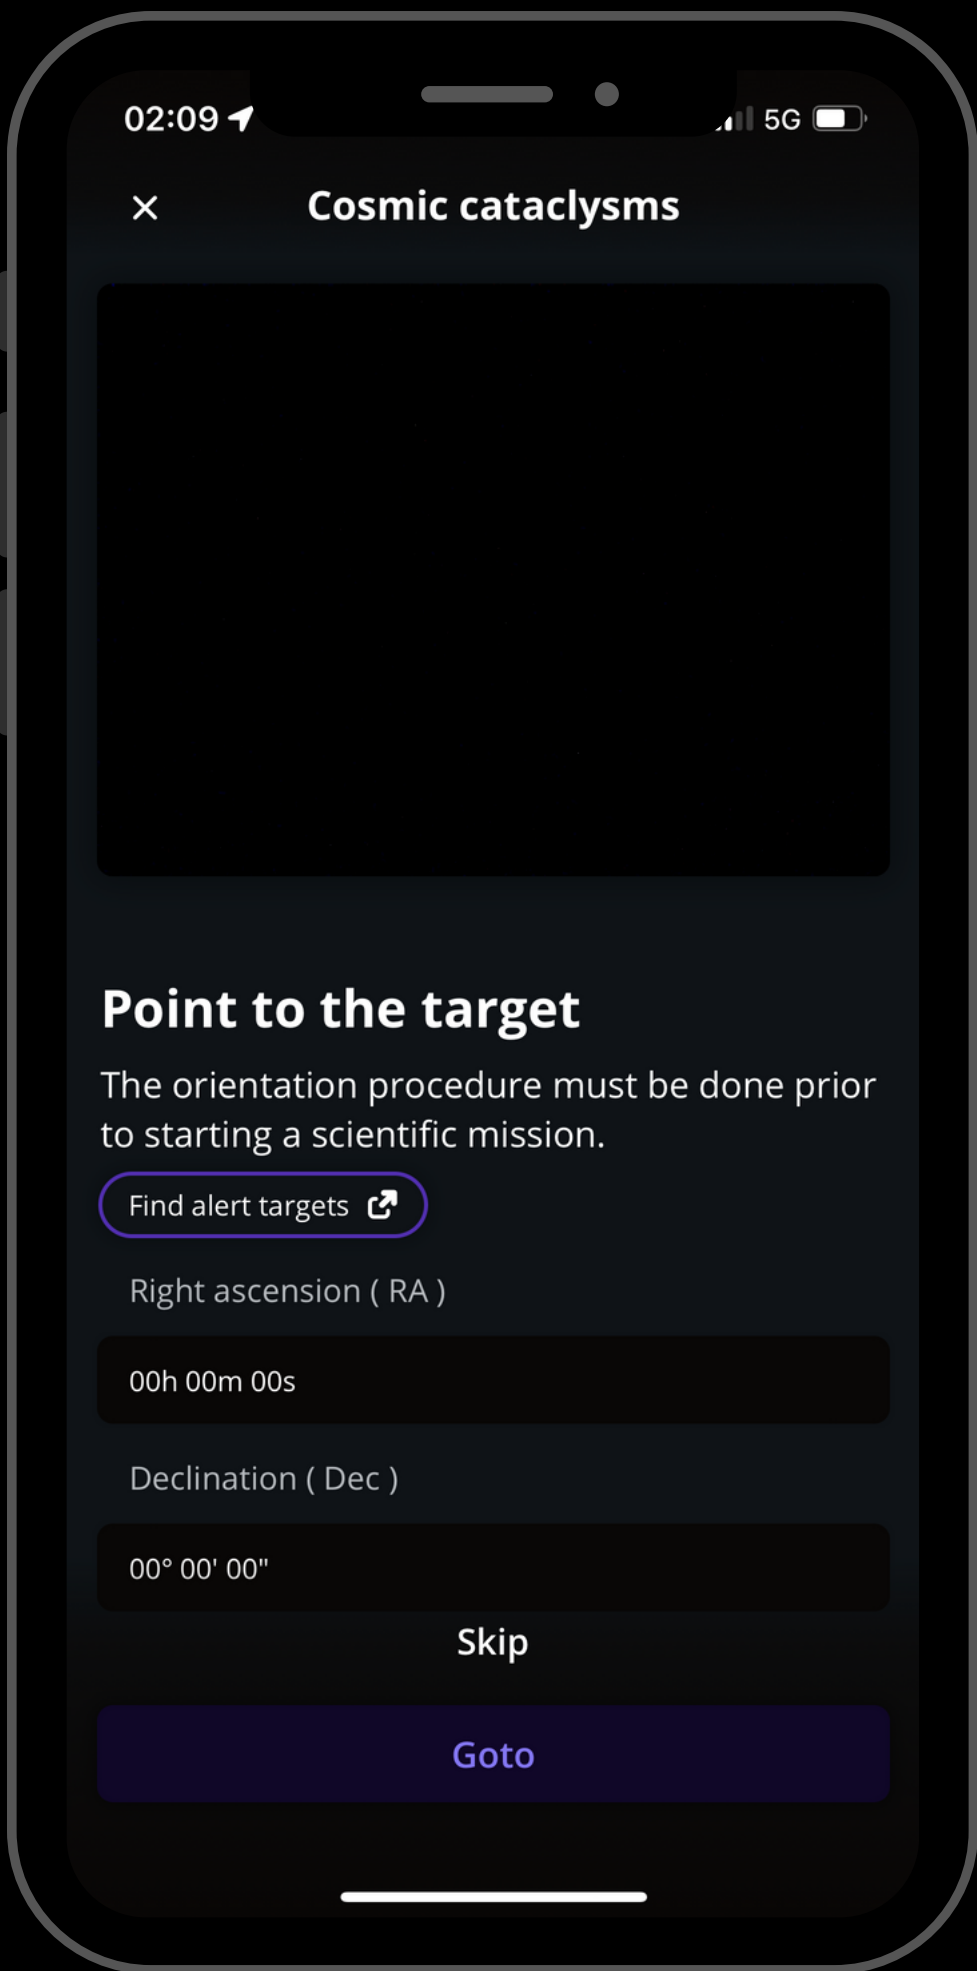 02:09
5G
Cosmic cataclysms
Point to the target
The orientation procedure must be done prior
to starting a scientific mission.
Find alert targets
Right ascension ( RA )
00h 00m 00s
Declination ( Dec )
00° 00' 00"
Skip
Goto